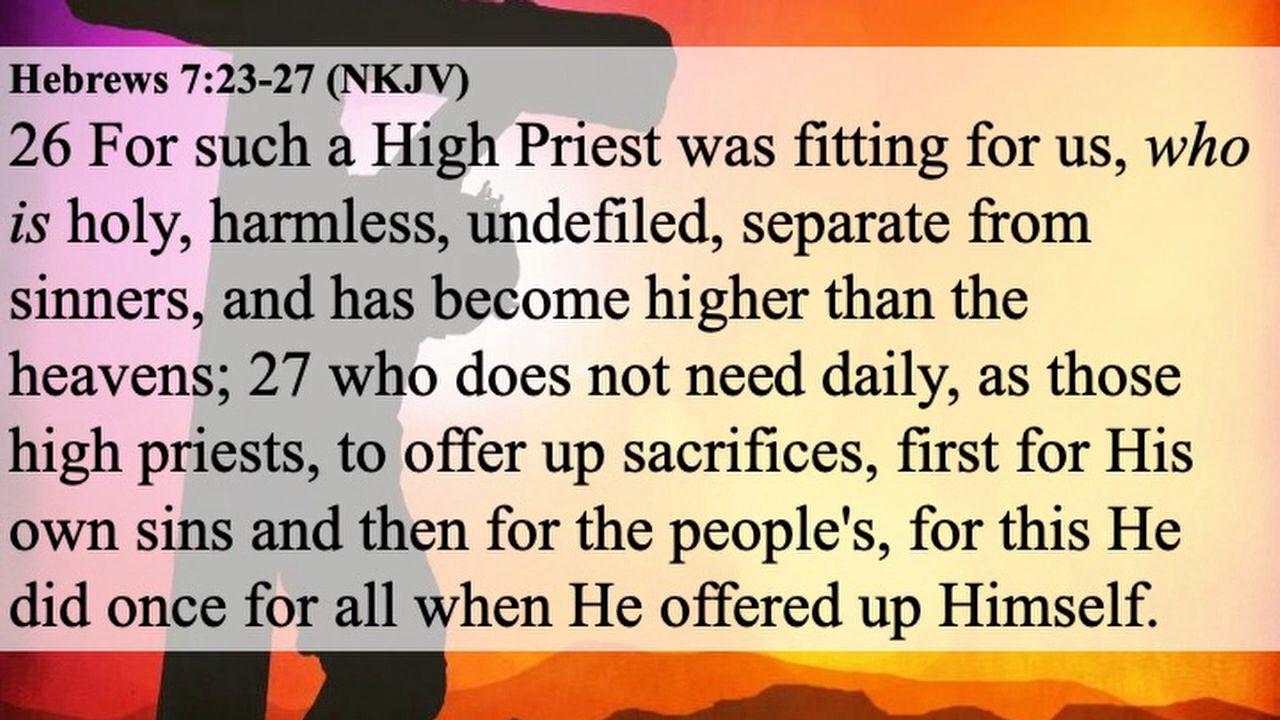 Hebrews 7:23-27 (NKJV)
26 For such a High Priest was fitting for us, who
is holy, harmless, undefiled, separate from
sinners, and has become higher than the
heavens; 27 who does not need daily, as those
high priests, to offer up sacrifices, first for His
own sins and then for the people's, for this He
did once for all when He offered up Himself.